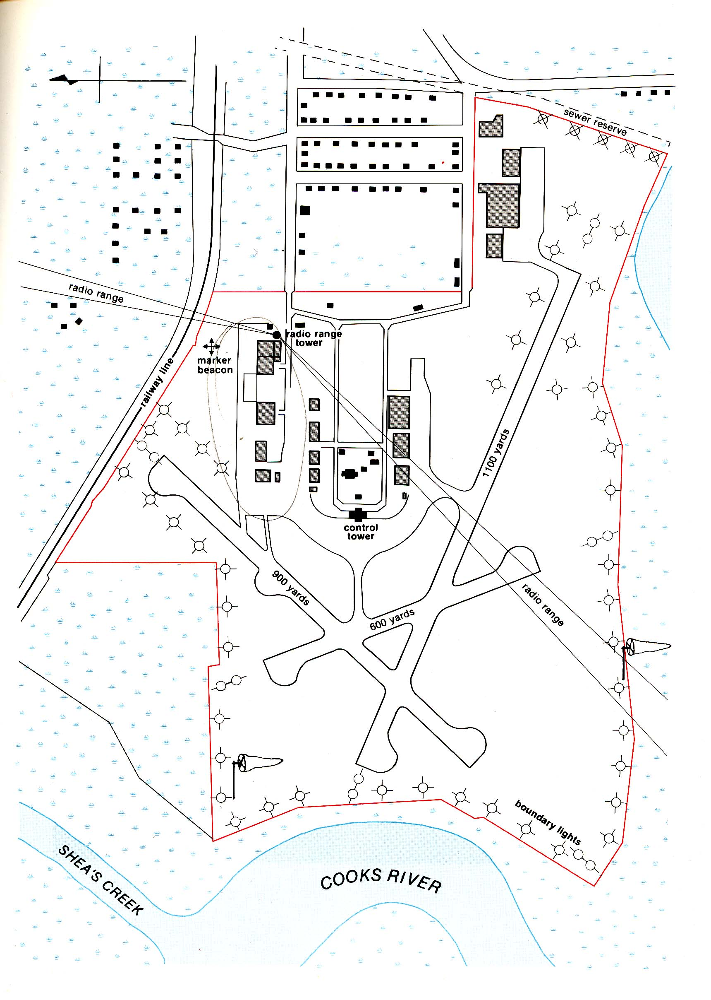 sewer reserve
radio range
radio range
tower
marker
beacon
railway line
1100 yards
control
tower
900 yards
600 yards
radio range
boundary lights
SHEA'S CREEK
COOKS RIVER